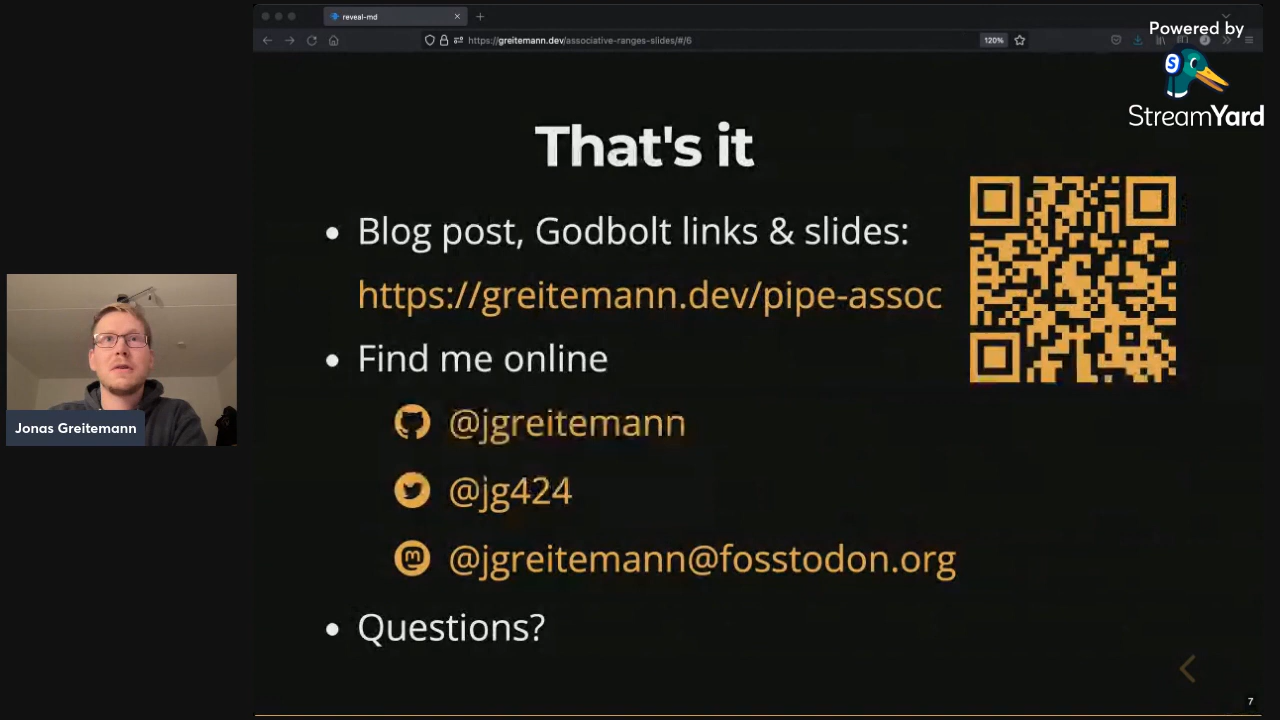 reveal-md
https://greitemann.dev/associative-ranges-slides/#/6
120%
Powered by
S
StreamYard
That's it
Blog post, Godbolt links & slides:
https://greitemann.dev/pipe-assoc
Find me online
@jgreitemann
@jg424
@jgreitemann@fosstodon.org
Questions?
Jonas Greitemann
7